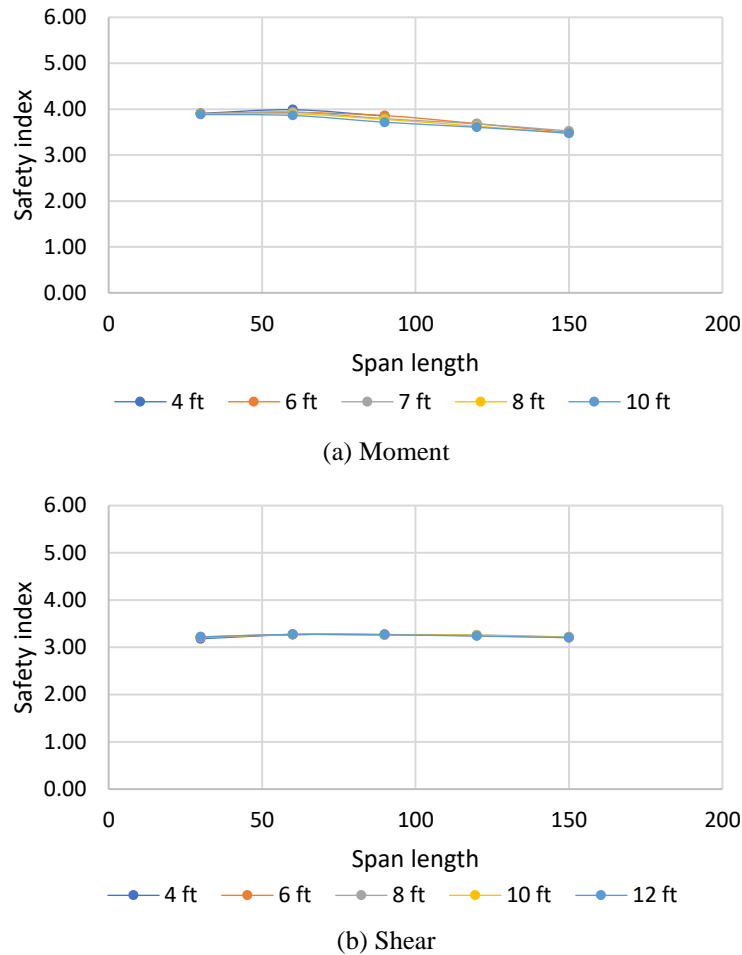 6.00
5.00
4.00
3.00
2.00
1.00
0.00
Safety index
0 50 100 150 200
Span length
4 ft 6 ft 7 ft 8 ft 10 ft
(a) Moment
6.00
5.00
4.00
3.00
2.00
1.00
0.00
Safety index
0 50 100 150 200
Span length
4 ft 6 ft 8 ft 10 ft 12 ft
(b) Shear